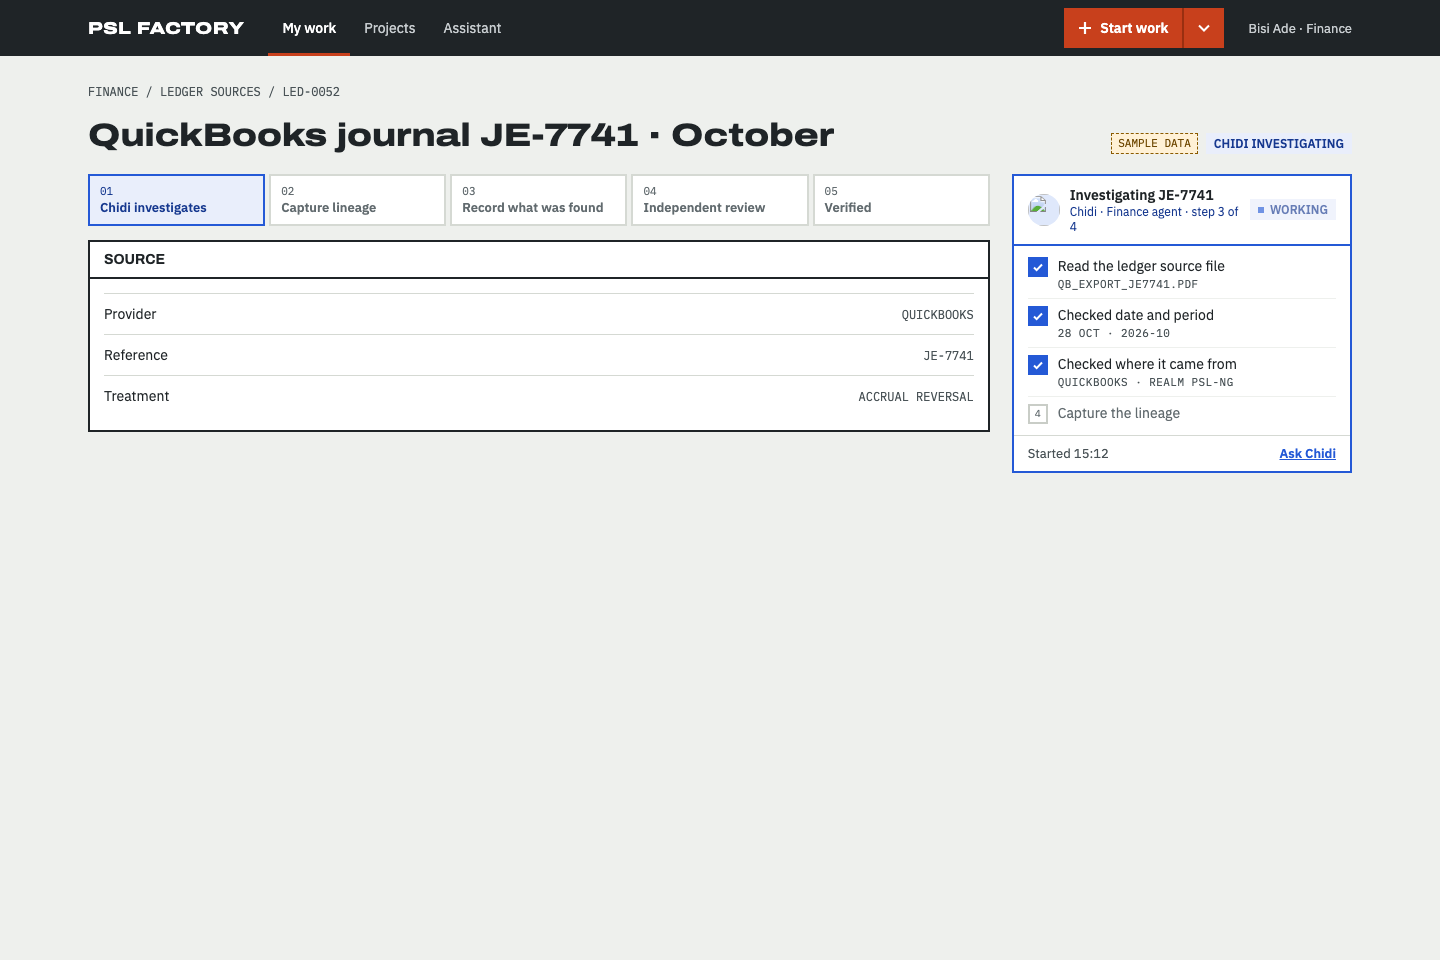 PSL FACTORY
My work
Projects
Assistant
Start work
Bisi Ade · Finance
FINANCE / LEDGER SOURCES / LED-0052
QuickBooks journal JE-7741 · October
SAMPLE DATA
CHIDI INVESTIGATING
01
Chidi investigates
02
Capture lineage
03
Record what was found
04
Independent review
05
Verified
SOURCE
Provider
QUICKBOOKS
Reference
JE-7741
Treatment
ACCRUAL REVERSAL
Investigating JE-7741
Chidi · Finance agent · step 3 of
4
WORKING
Read the ledger source file
QB_EXPORT_JE7741.PDF
Checked date and period
28 OCT · 2026-10
Checked where it came from
QUICKBOOKS · REALM PSL-NG
4
Capture the lineage
Started 15:12
Ask Chidi